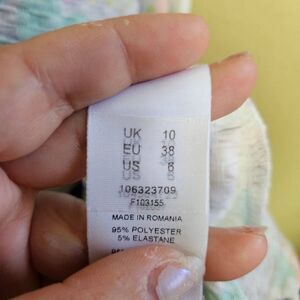 UK 10
EU 38
US 6
106323709
F103155
MADE IN ROMANIA
95% POLYESTER
5% ELASTANE